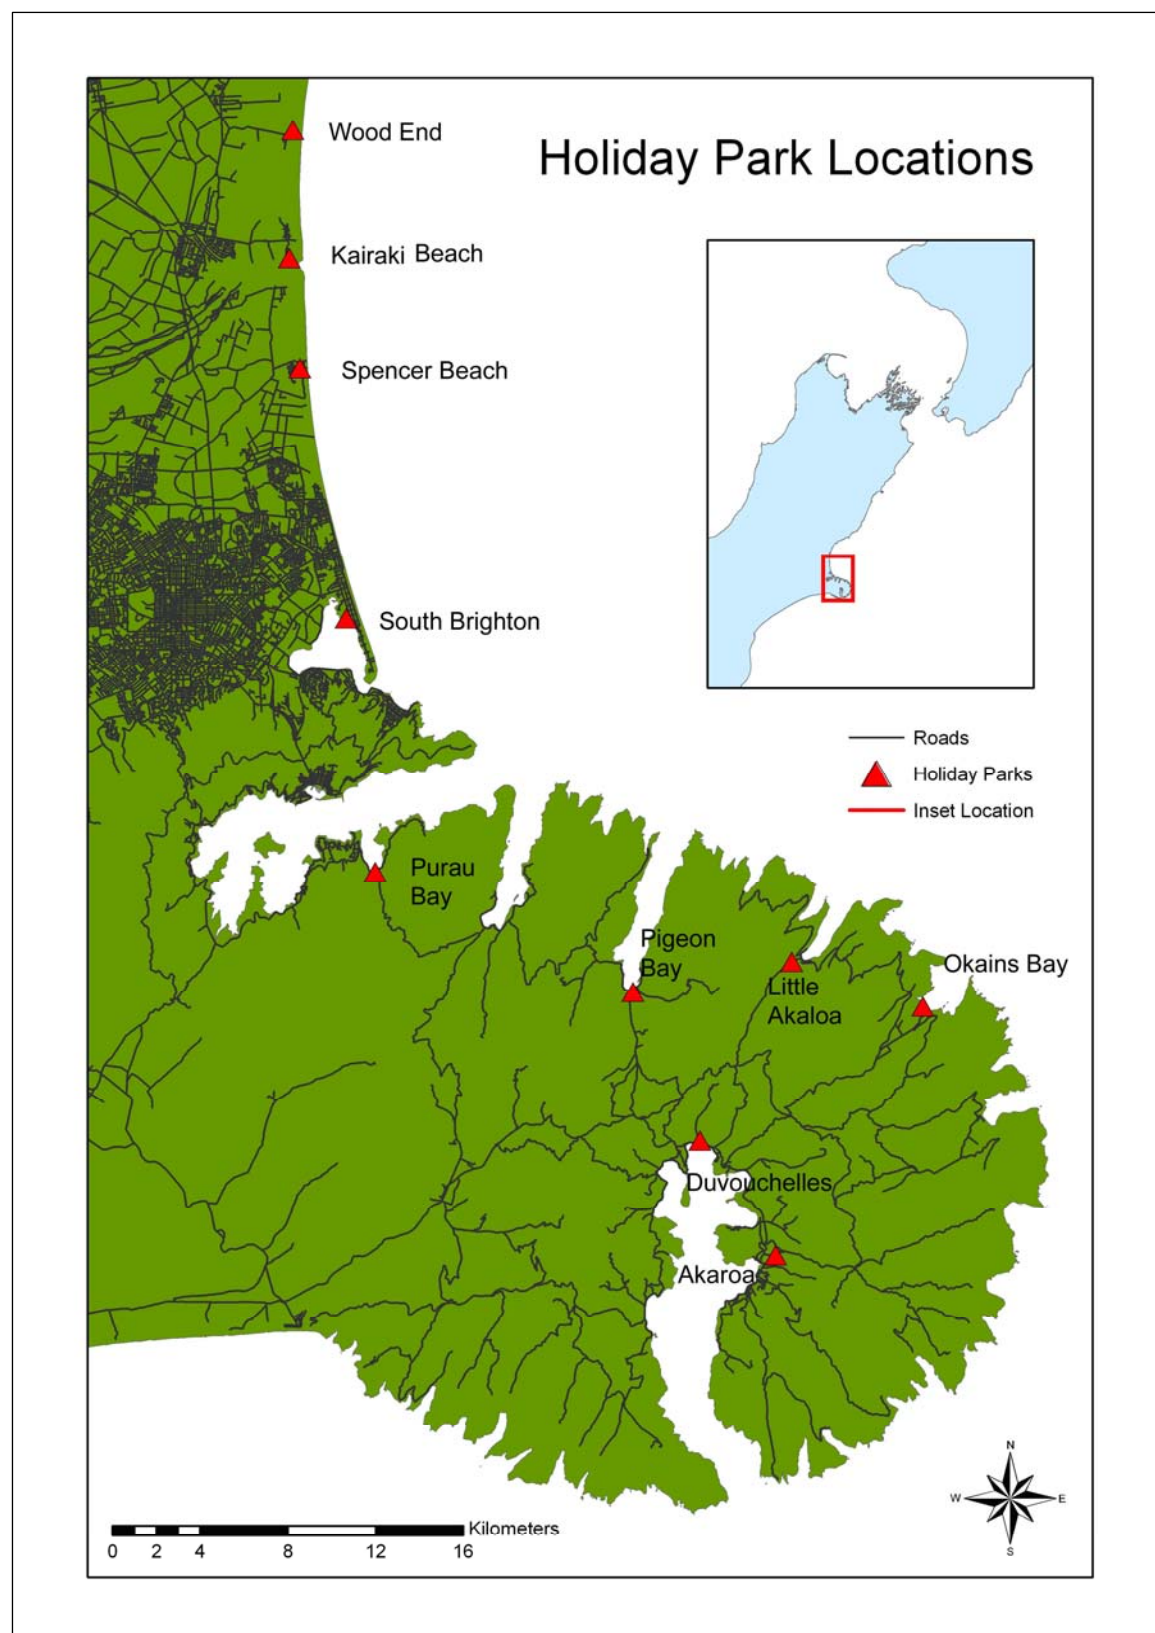 Holiday Park Locations
Wood End
Kairaki Beach
Spencer Beach
South Brighton
Roads
Holiday Parks
Inset Location
Purau
Bay
Pigeon
Bay
Little
Akaloa
Okains Bay
Duvouchelles
Akaroa
N
W E
S
Kilometers
0 2 4 8 12 16